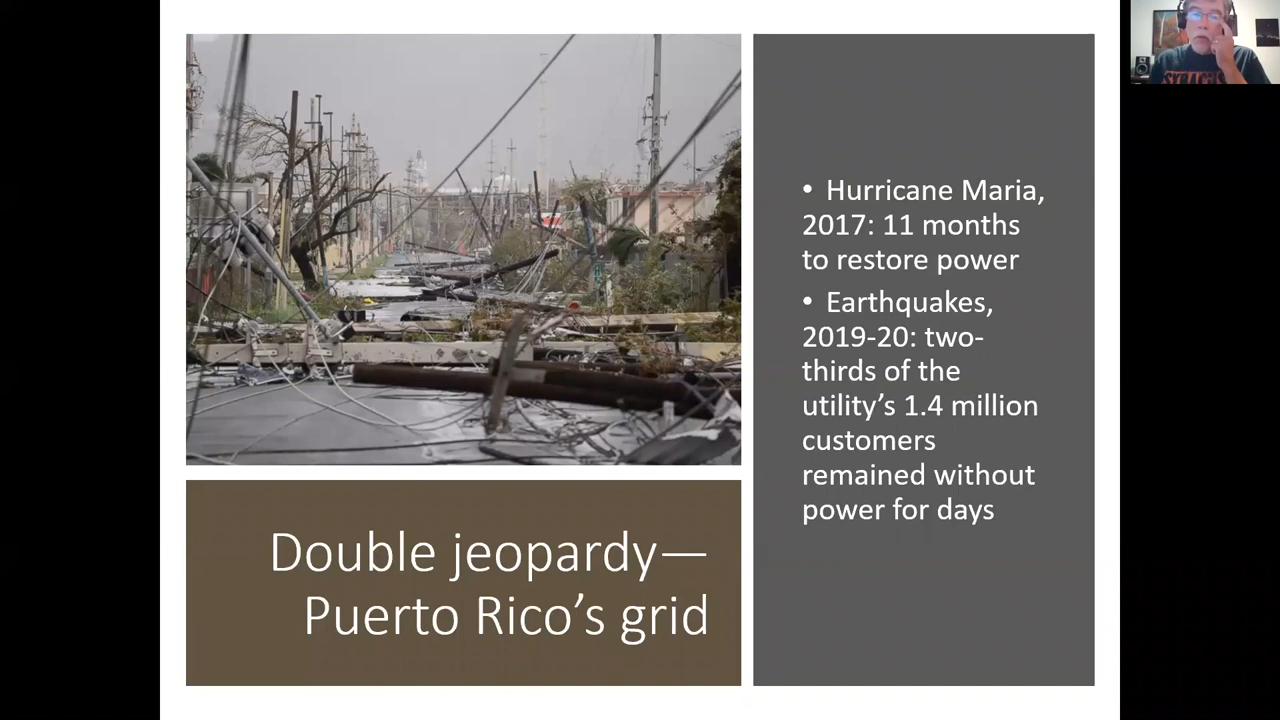 • Hurricane Maria,
2017: 11 months
to restore power
• Earthquakes,
2019-20: two-
thirds of the
utility’s 1.4 million
customers
remained without
power for days
Double jeopardy—
Puerto Rico’s grid